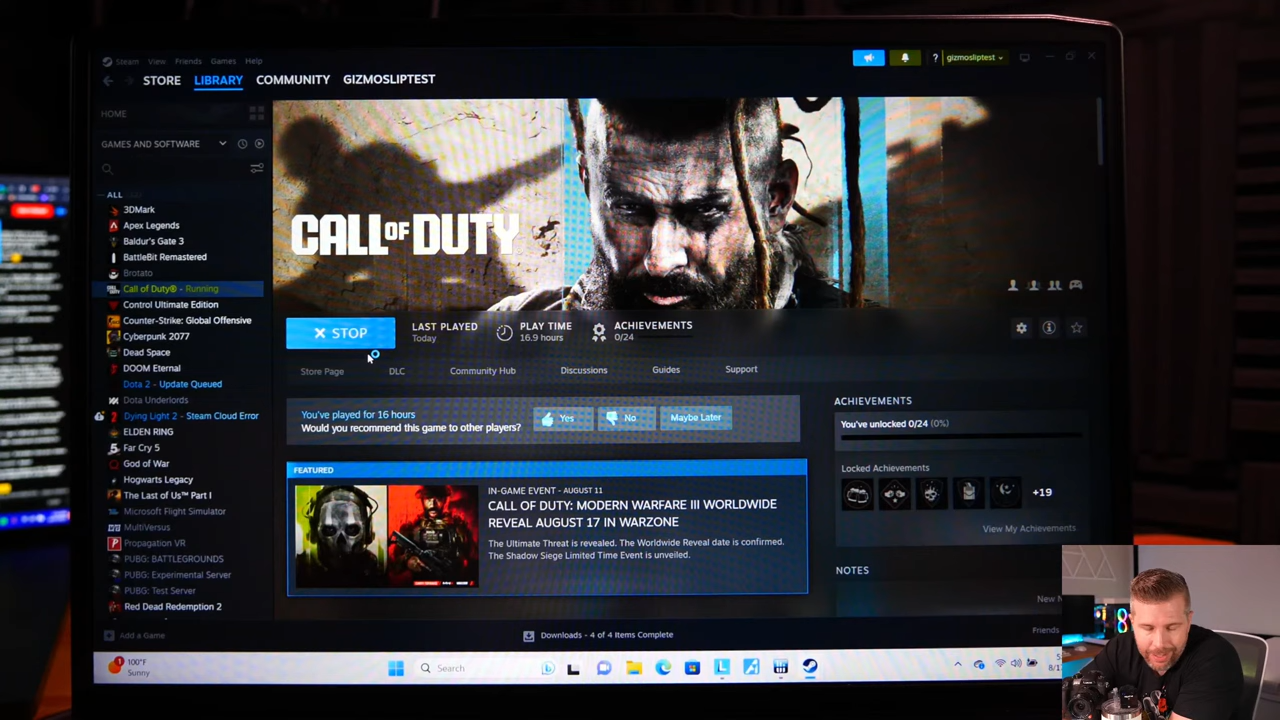 Steam View Friends Games Help
? gizmosliptest
STORE LIBRARY COMMUNITY GIZMOSLIPTEST
HOME
GAMES AND SOFTWARE
ALL
3DMark
Apex Legends
Baldur's Gate 3
BattleBit Remastered
Brotato
Call of Duty® - Running
Control Ultimate Edition
Counter-Strike: Global Offensive
Cyberpunk 2077
Dead Space
DOOM Eternal
Dota 2 - Update Queued
Dota Underlords
Dying Light 2 - Steam Cloud Error
ELDEN RING
Far Cry 5
God of War
Hogwarts Legacy
The Last of Us™ Part I
Microsoft Flight Simulator
MultiVersus
Propagation VR
PUBG: BATTLEGROUNDS
PUBG: Experimental Server
PUBG: Test Server
Red Dead Redemption 2
Add a Game
CALL OF DUTY
X STOP
LAST PLAYED
Today
PLAY TIME
16.9 hours
ACHIEVEMENTS
0/24
Store Page DLC Community Hub Discussions Guides Support
You've played for 16 hours
Would you recommend this game to other players?
Yes No Maybe Later
FEATURED
IN-GAME EVENT - AUGUST 11
CALL OF DUTY: MODERN WARFARE III WORLDWIDE
REVEAL AUGUST 17 IN WARZONE
The Ultimate Threat is revealed. The Worldwide Reveal date is confirmed.
The Shadow Siege Limited Time Event is unveiled.
ACHIEVEMENTS
You've unlocked 0/24 (0%)
Locked Achievements
+19
View My Achievements
NOTES
New
Friends
Downloads - 4 of 4 Items Complete
1
100°F
Sunny
Search